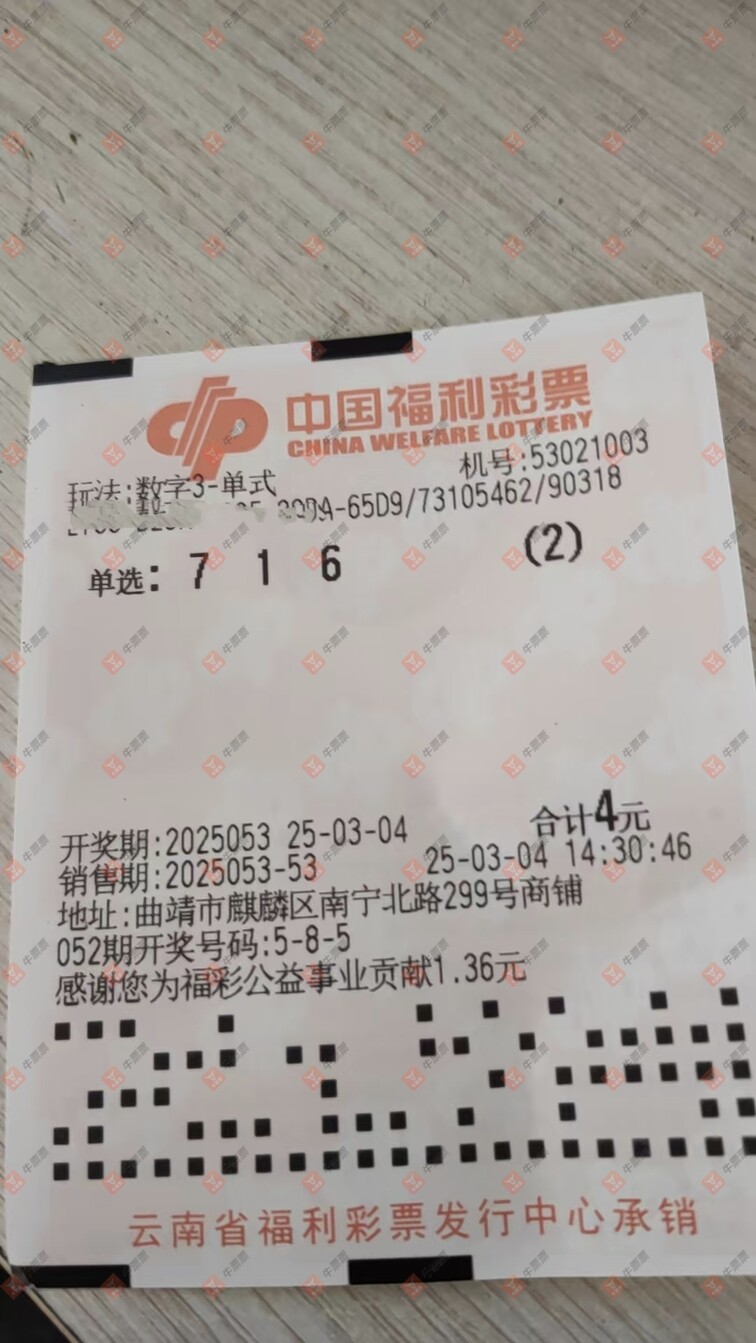 中国福利彩票
CHINA WELFARE LOTTERY
机号:53021003
玩法:数字3-单式
-65D9/73105462/90318
单选: 7 1 6 (2)
合计4元
开奖期:2025053 25-03-04
销售期:2025053-53 25-03-04 14:30:46
地址:曲靖市麒麟区南宁北路299号商铺
052期开奖号码:5-8-5
感谢您为福彩公益事业贡献1.36元
云南省福利彩票发行中心承销
牛票票